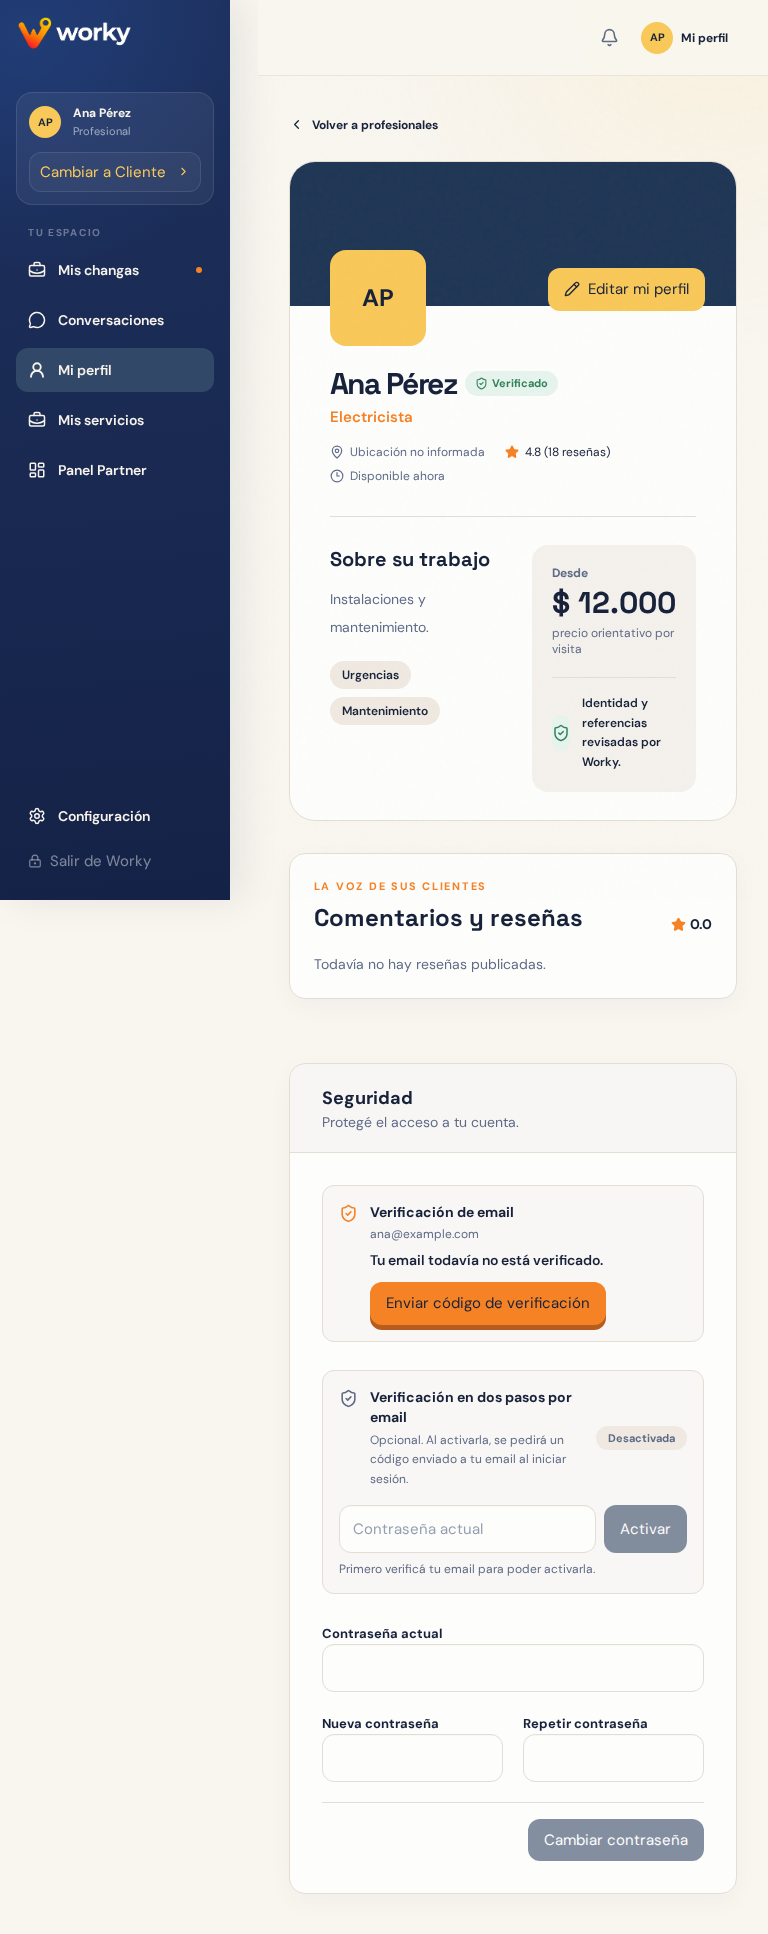 worky
AP
Ana Pérez
Profesional
Cambiar a Cliente
TU ESPACIO
Mis changas
Conversaciones
Mi perfil
Mis servicios
Panel Partner
Configuración
Salir de Worky
AP
Mi perfil
Volver a profesionales
AP
Editar mi perfil
Ana Pérez
Verificado
Electricista
Ubicación no informada
4.8 (18 reseñas)
Disponible ahora
Sobre su trabajo
Instalaciones y
mantenimiento.
Urgencias
Mantenimiento
Desde
$ 12.000
precio orientativo por
visita
Identidad y
referencias
revisadas por
Worky.
LA VOZ DE SUS CLIENTES
Comentarios y reseñas
0.0
Todavía no hay reseñas publicadas.
Seguridad
Protegé el acceso a tu cuenta.
Verificación de email
ana@example.com
Tu email todavía no está verificado.
Enviar código de verificación
Verificación en dos pasos por
email
Opcional. Al activarla, se pedirá un
código enviado a tu email al iniciar
sesión.
Desactivada
Contraseña actual
Activar
Primero verificá tu email para poder activarla.
Contraseña actual
Nueva contraseña
Repetir contraseña
Cambiar contraseña